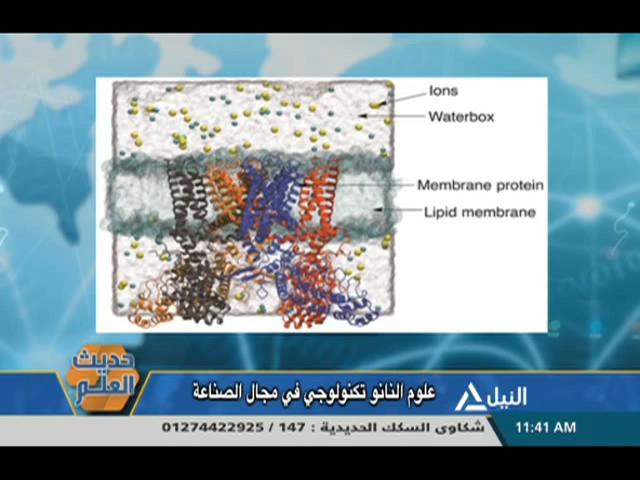 Ions
Waterbox
Membrane protein
Lipid membrane
حديث
العالم
علوم النانو تكنولوجي في مجال الصناعة
النيل
شكاوى السكك الحديدية : 147 / 01274422925
11:41 AM